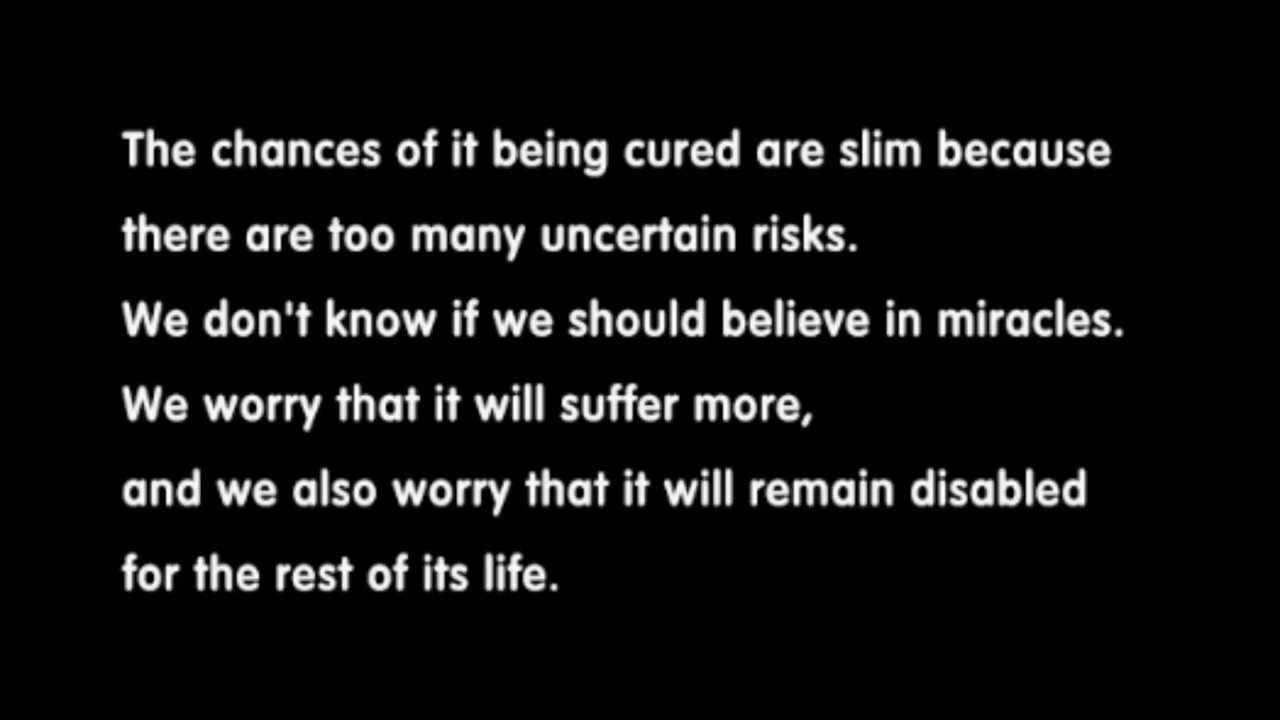 The chances of it being cured are slim because
there are too many uncertain risks.
We don't know if we should believe in miracles.
We worry that it will suffer more,
and we also worry that it will remain disabled
for the rest of its life.